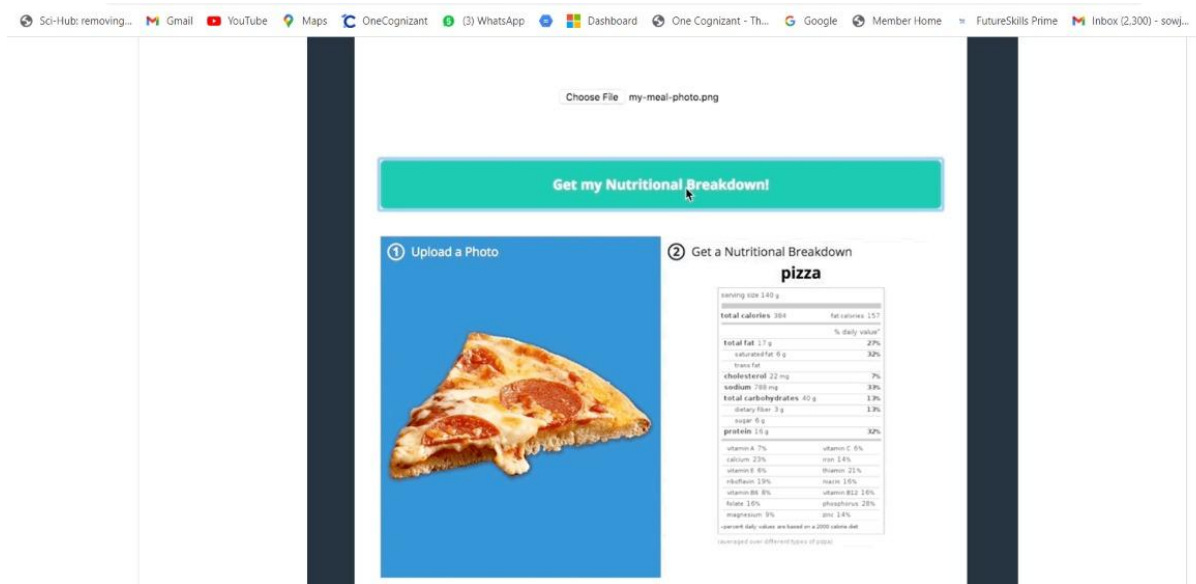 Sci-Hub: removing... Gmail YouTube Maps OneCognizant (3) WhatsApp Dashboard One Cognizant - Th... Google Member Home FutureSkills Prime Inbox (2,300) - sowj...
Choose File my-meal-photo.png
Get my Nutritional Breakdown!
1 Upload a Photo
2 Get a Nutritional Breakdown
pizza
serving size 140 g
total calories 384 fat calories 157
% daily value*
total fat 17 g 27%
saturated fat 6 g 32%
trans fat
cholesterol 22 mg 7%
sodium 788 mg 33%
total carbohydrates 40 g 13%
dietary fiber 3 g 13%
sugar 6 g
protein 16 g 32%
vitamin A 7% vitamin C 6%
calcium 23% iron 14%
vitamin E 6% thiamin 21%
riboflavin 19% niacin 16%
vitamin B6 8% vitamin B12 16%
folate 16% phosphorus 28%
magnesium 9% zinc 14%
*percent daily values are based on a 2000 calorie diet
(averaged over different types of pizza)